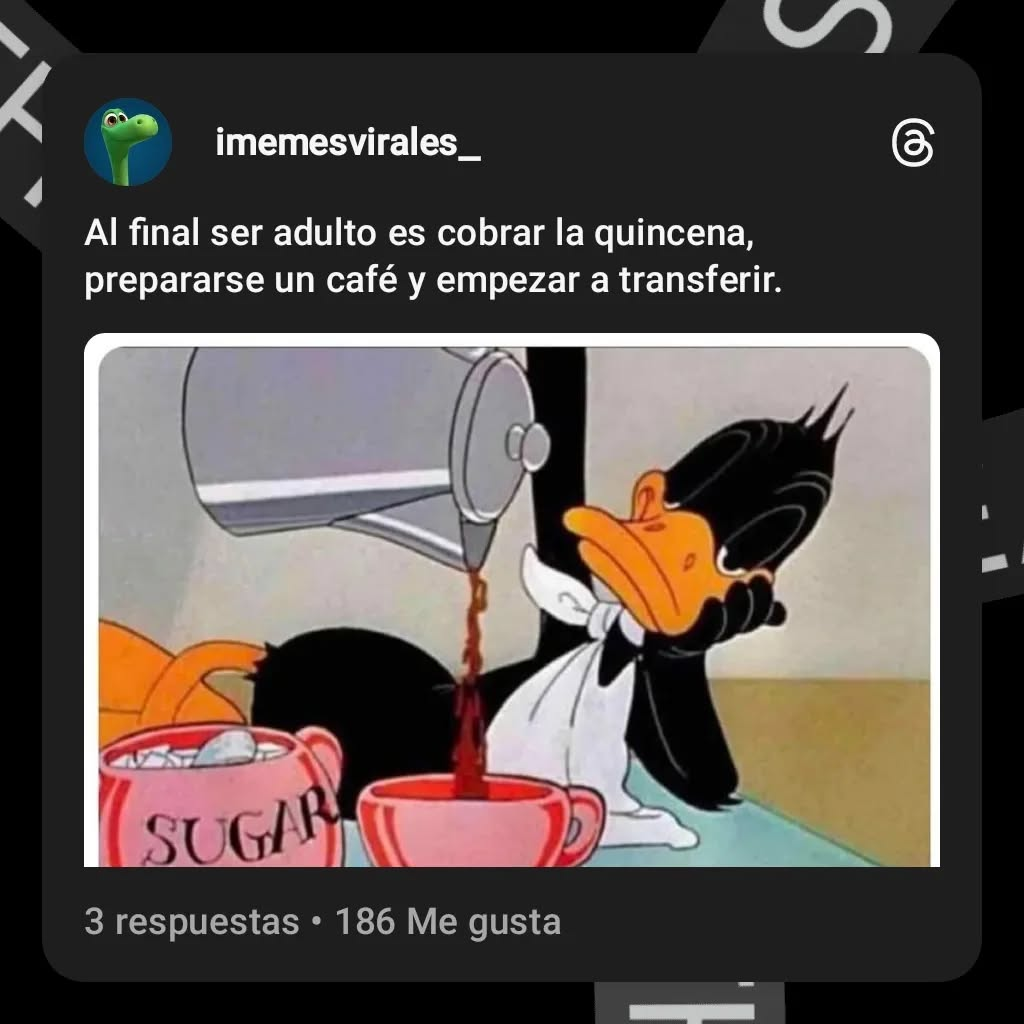 imemesvirales_
Al final ser adulto es cobrar la quincena,
prepararse un café y empezar a transferir.
SUGAR
3 respuestas • 186 Me gusta